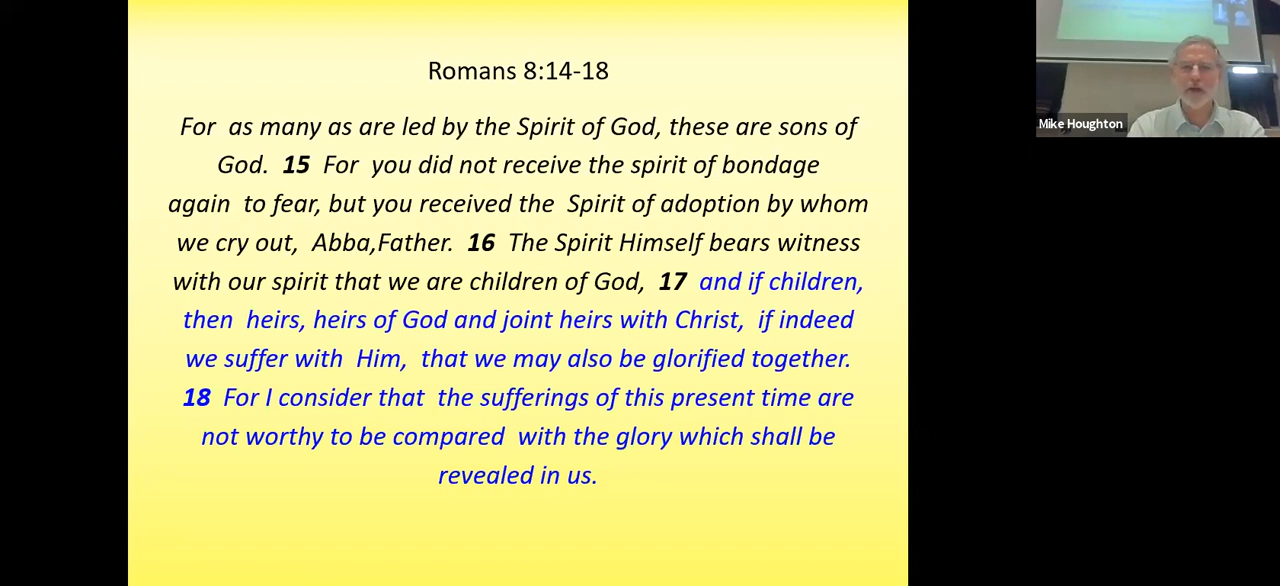 Romans 8:14-18
For as many as are led by the Spirit of God, these are sons of
God. 15 For you did not receive the spirit of bondage
again to fear, but you received the Spirit of adoption by whom
we cry out, Abba,Father. 16 The Spirit Himself bears witness
with our spirit that we are children of God, 17 and if children,
then heirs, heirs of God and joint heirs with Christ, if indeed
we suffer with Him, that we may also be glorified together.
18 For I consider that the sufferings of this present time are
not worthy to be compared with the glory which shall be
revealed in us.
Mike Houghton